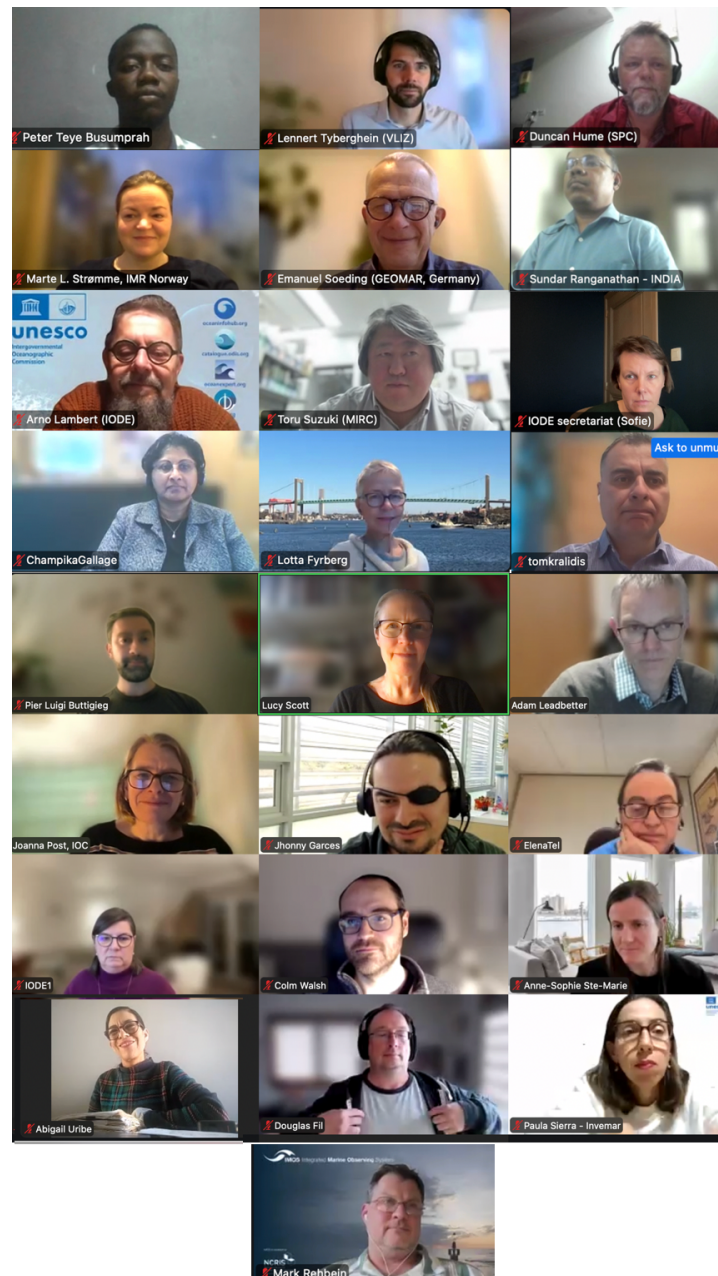 Peter Teye Busumprah
Lennert Tyberghein (VLIZ)
Duncan Hume (SPC)
Marte L. Strømme, IMR Norway
Emanuel Soeding (GEOMAR, Germany)
Sundar Ranganathan - INDIA
unesco
Intergovernmental
Oceanographic
Commission
oceaninfohub.org
catalogue.odis.org
oceanexpert.org
Arno Lambert (IODE)
Toru Suzuki (MIRC)
IODE secretariat (Sofie)
Ask to unmu
ChampikaGallage
Lotta Fyrberg
tomkralidis
Pier Luigi Buttigieg
Lucy Scott
Adam Leadbetter
Joanna Post, IOC
Jhonny Garces
ElenaTel
IODE1
Colm Walsh
Anne-Sophie Ste-Marie
Abigail Uribe
Douglas Fil
Paula Sierra - Invemar
IMOS Integrated Marine Observing System
NCRIS
Mark Rehbein